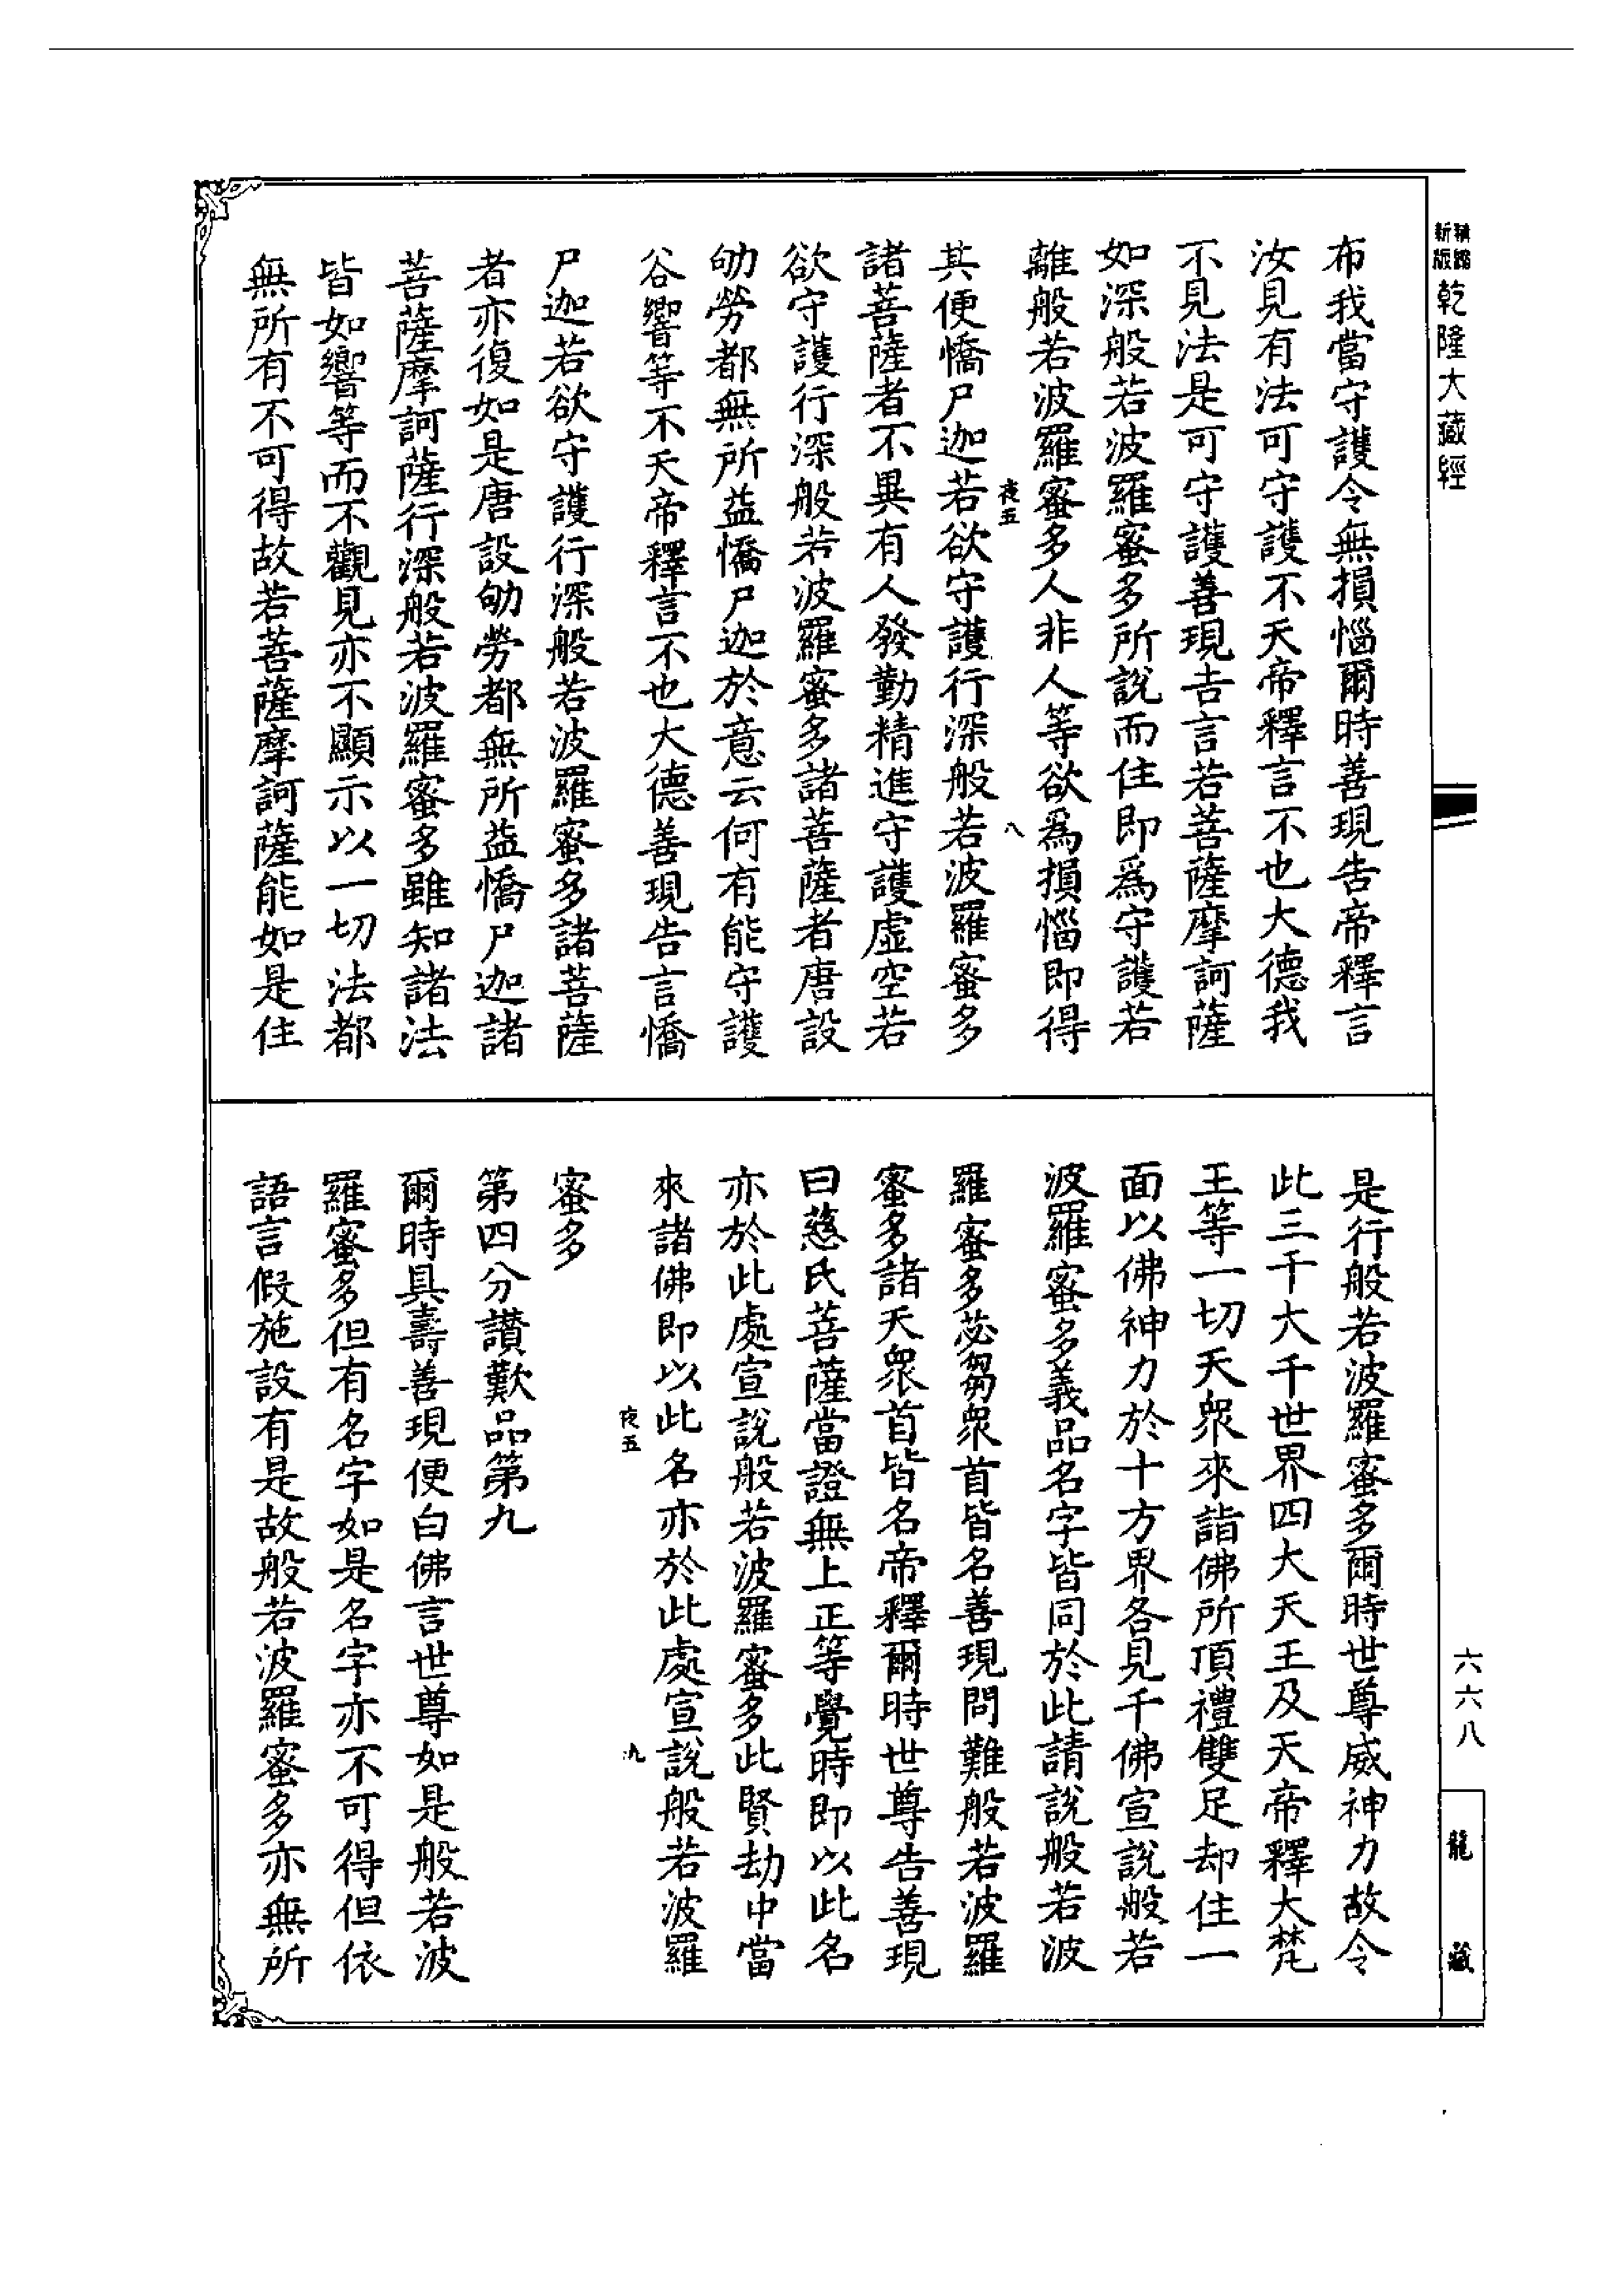 新版
精縮
乾隆大藏經
布我當守護令無損惱爾時善現告帝釋言
汝見有法可守護不天帝釋言不也大德我
不見法是可守護善現告言若菩薩摩訶薩
如深般若波羅蜜多所說而住即爲守護若
離般若波羅蜜多人非人等欲爲損惱即得
夜五
八
其便憍尸迦若欲守護行深般若波羅蜜多
諸菩薩者不異有人發勤精進守護虛空若
欲守護行深般若波羅蜜多諸菩薩者唐設
劬勞都無所益憍尸迦於意云何有能守護
谷響等不天帝釋言不也大德善現告言憍
尸迦若欲守護行深般若波羅蜜多諸菩薩
者亦復如是唐設劬勞都無所益憍尸迦諸
菩薩摩訶薩行深般若波羅蜜多雖知諸法
皆如響等而不觀見亦不顯示以一切法都
無所有不可得故若菩薩摩訶薩能如是住
是行般若波羅蜜多爾時世尊威神力故令
此三千大千世界四大天王及天帝釋大梵
王等一切天眾來詣佛所頂禮雙足却住一
面以佛神力於十方界各見千佛宣說般若
波羅蜜多義品名字皆同於此請說般若波
羅蜜多苾芻眾首皆名善現問難般若波羅
蜜多諸天眾首皆名帝釋爾時世尊告善現
曰慈氏菩薩當證無上正等覺時即以此名
亦於此處宣說般若波羅蜜多此賢劫中當
來諸佛即以此名亦於此處宣說般若波羅
夜五
九
蜜多
第四分讚歎品第九
爾時具壽善現便白佛言世尊如是般若波
羅蜜多但有名字如是名字亦不可得但依
語言假施設有是故般若波羅蜜多亦無所
六六八
龍藏